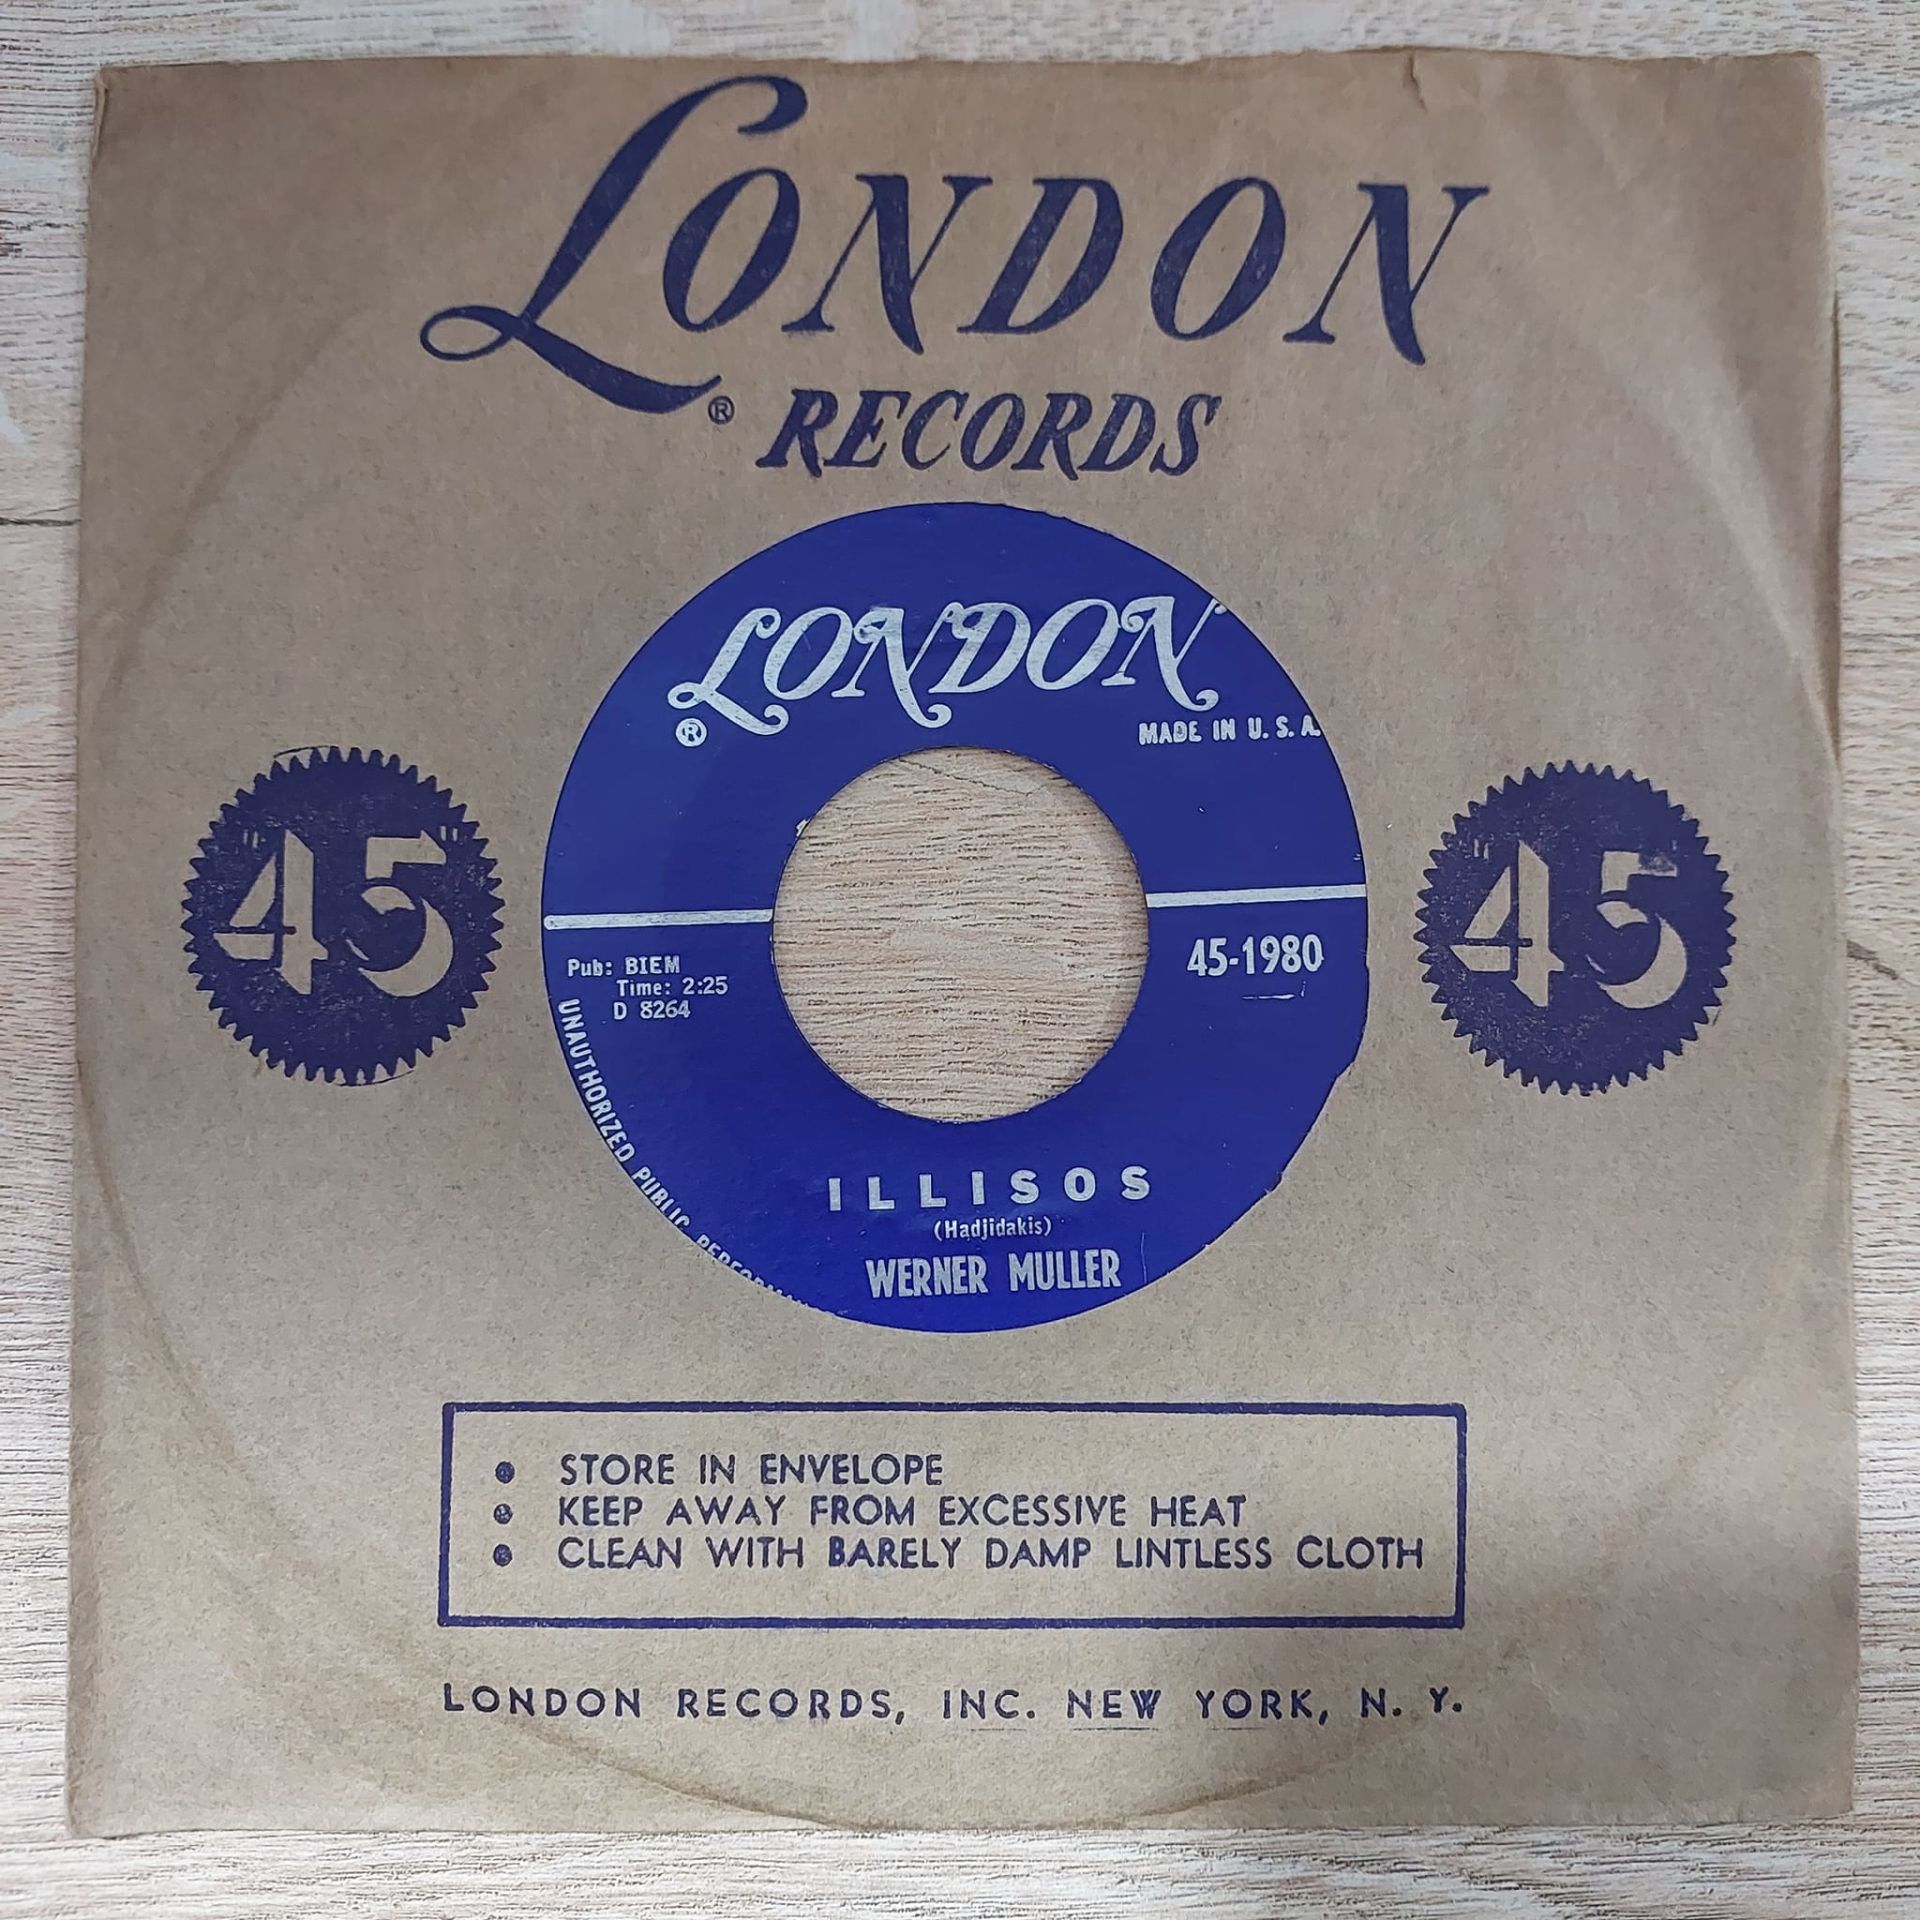 LONDON
® RECORDS
LONDON
®
MADE IN U. S. A.
45
45
Pub: BIEM
Time: 2:25
D 8264
45-1980
UNAUTHORIZED PUBLIC
ILLISOS
(Hadjidakis)
WERNER MULLER
• STORE IN ENVELOPE
• KEEP AWAY FROM EXCESSIVE HEAT
• CLEAN WITH BARELY DAMP LINTLESS CLOTH
LONDON RECORDS, INC. NEW YORK, N. Y.